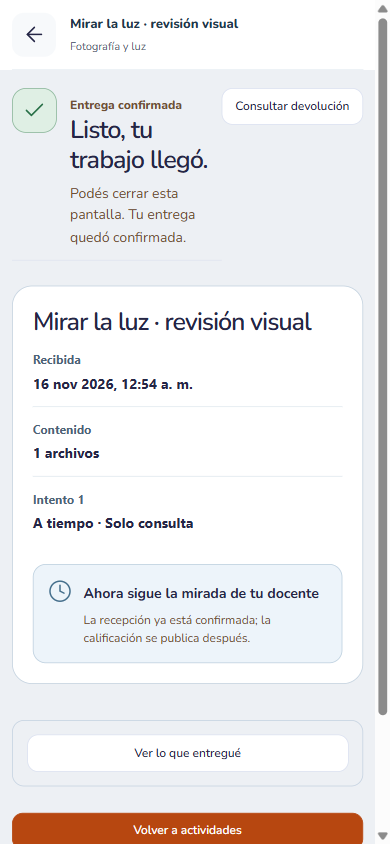 Mirar la luz · revisión visual
Fotografía y luz
Entrega confirmada
Consultar devolución
Listo, tu
trabajo llegó.
Podés cerrar esta
pantalla. Tu entrega
quedó confirmada.
Mirar la luz · revisión visual
Recibida
16 nov 2026, 12:54 a. m.
Contenido
1 archivos
Intento 1
A tiempo · Solo consulta
Ahora sigue la mirada de tu docente
La recepción ya está confirmada; la
calificación se publica después.
Ver lo que entregué
Volver a actividades